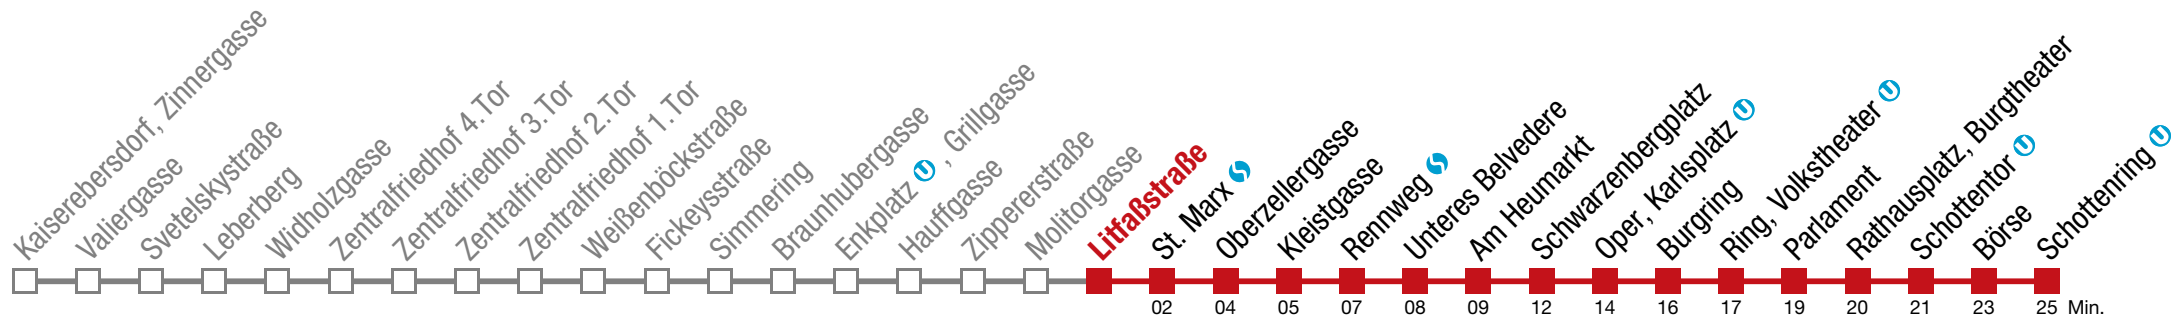 Kaiserebersdorf, Zinnergasse
Valiergasse
Svetelskystraße
Leberberg
Widholzgasse
Zentralfriedhof 4.Tor
Zentralfriedhof 3.Tor
Zentralfriedhof 2.Tor
Zentralfriedhof 1.Tor
Weißenböckstraße
Fickeysstraße
Simmering
Braunhubergasse
Enkplatz U , Grillgasse
Hauffgasse
Zippererstraße
Molitorgasse
Litfaßstraße
St. Marx S
Oberzellergasse
Kleistgasse
Rennweg S
Unteres Belvedere
Am Heumarkt
Schwarzenbergplatz
Oper, Karlsplatz U
Burgring
Ring, Volkstheater U
Parlament
Rathausplatz, Burgtheater
Schottentor U
Börse
Schottenring U
02 04 05 07 08 09 12 14 16 17 19 20 21 23 25 Min.